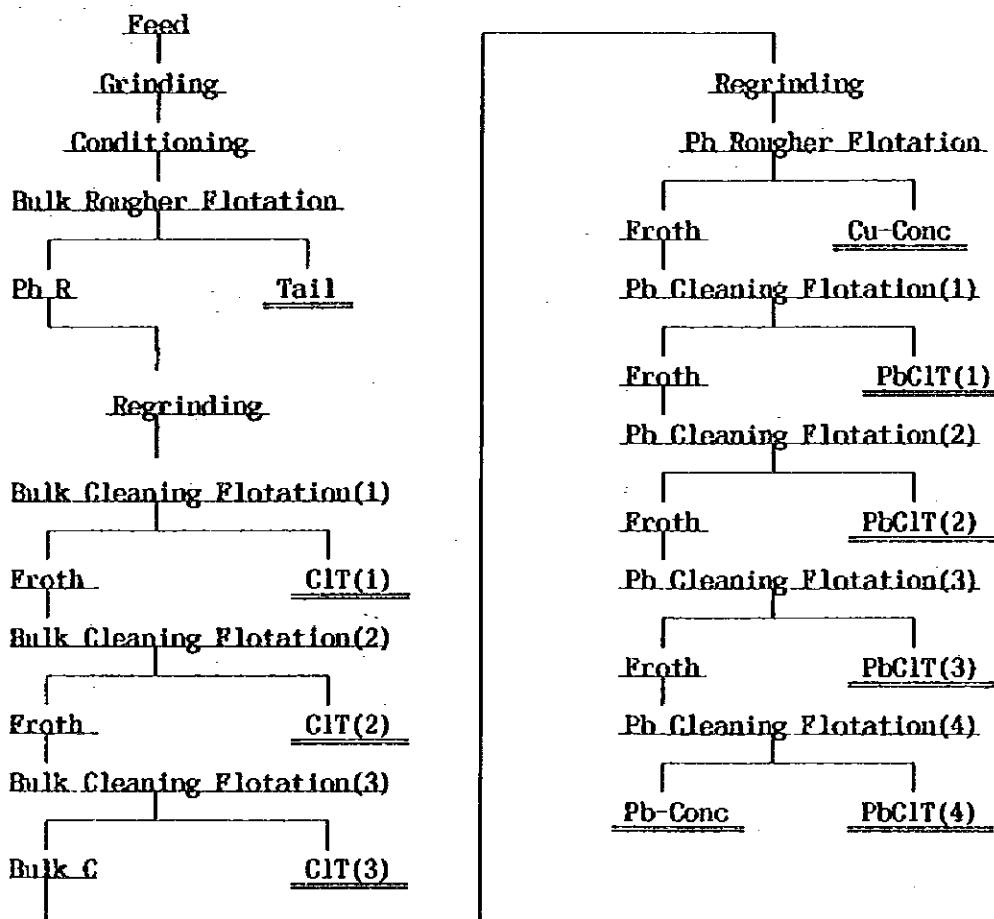 Feed
Grinding
Conditioning
Bulk Rougher Flotation
Ph R
Tail
Regrinding
Bulk Cleaning Flotation(1)
Froth
ClT(1)
Bulk Cleaning Flotation(2)
Froth
ClT(2)
Bulk Cleaning Flotation(3)
Bulk C
ClT(3)
Regrinding
Ph Rougher Flotation
Froth
Cu-Conc
Pb Cleaning Flotation(1)
Froth
PbClT(1)
Pb Cleaning Flotation(2)
Froth
PbClT(2)
Pb Cleaning Flotation(3)
Froth
PbClT(3)
Pb Cleaning Flotation(4)
Pb-Conc
PbClT(4)